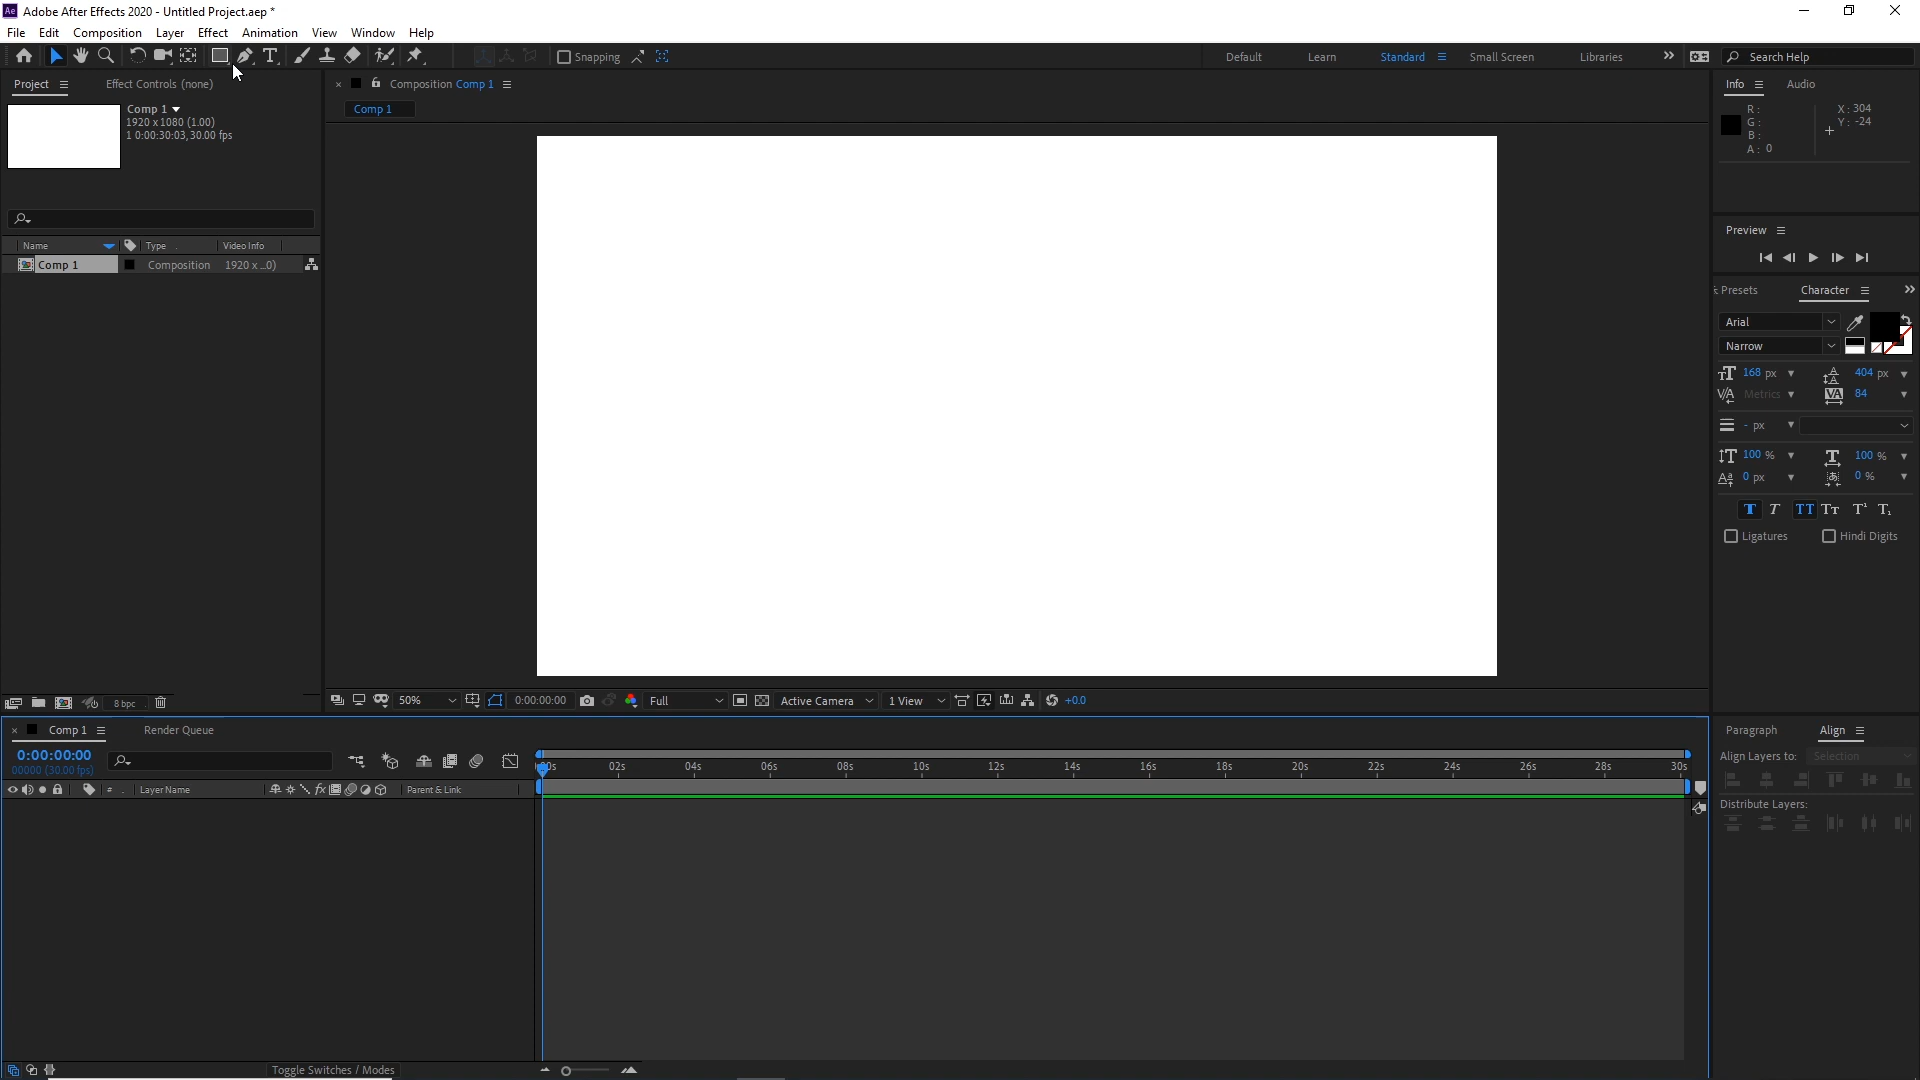 Ae Adobe After Effects 2020 - Untitled Project.aep *
File Edit Composition Layer Effect Animation View Window Help
Snapping Default Learn Standard Small Screen Libraries Search Help
Project Effect Controls (none) Composition Comp 1 Info Audio
Comp 1
1920 x 1080 (1.00)
1 0:00:30:03, 30.00 fps
Comp 1
R:
G:
B:
A: 0
X: 304
Y: -24
Name Type Video Info
Comp 1 Composition 1920 x ...0)
Preview
Presets Character
Arial
Narrow
168 px 404 px
Metrics 84
- px
100 % 100 %
0 px 0 %
T T TT Tт T¹ T₁
Ligatures Hindi Digits
8 bpc
50% 0:00:00:00 Full Active Camera 1 View +0.0
Comp 1 Render Queue
0:00:00:00
00000 (30.00 fps)
00s 02s 04s 06s 08s 10s 12s 14s 16s 18s 20s 22s 24s 26s 28s 30s
# Layer Name Parent & Link
Paragraph Align
Align Layers to: Selection
Distribute Layers:
Toggle Switches / Modes